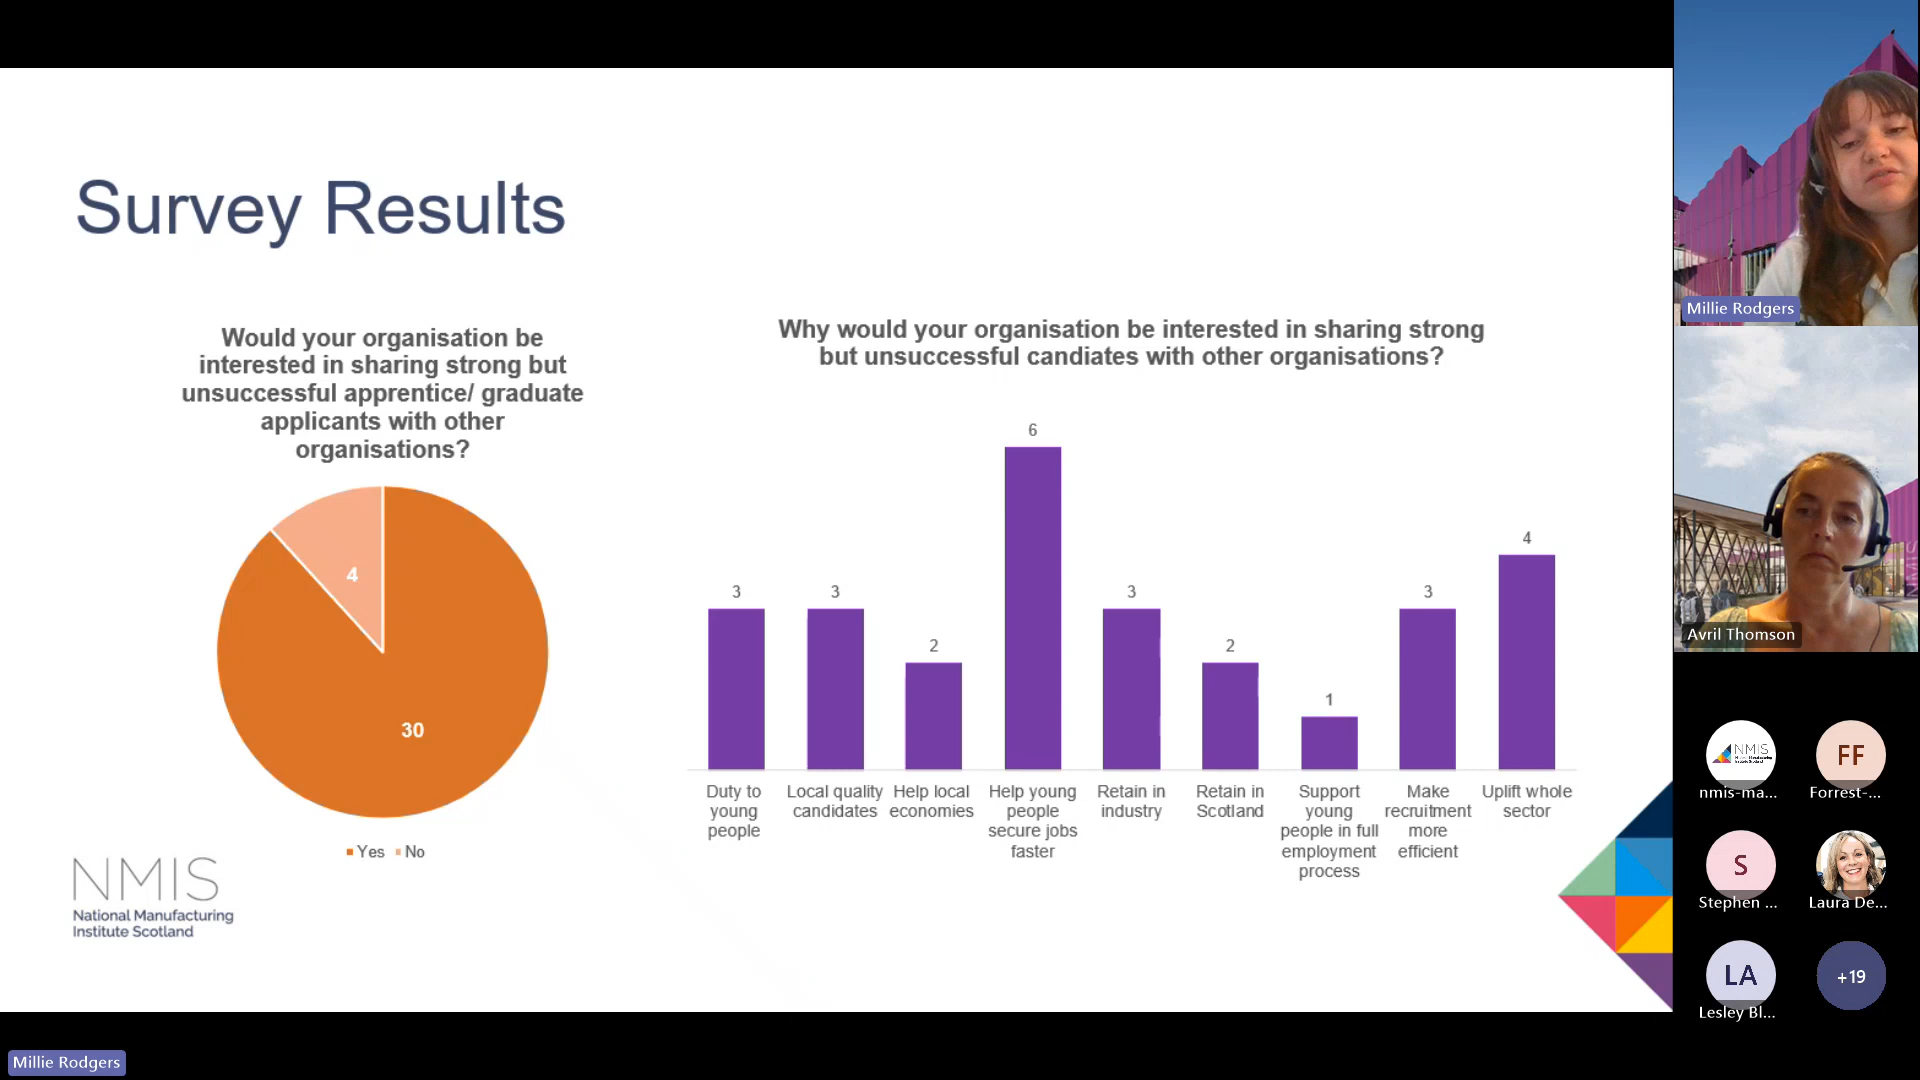 Survey Results
Would your organisation be
interested in sharing strong but
unsuccessful apprentice/ graduate
applicants with other
organisations?
4
30
Yes No
Why would your organisation be interested in sharing strong
but unsuccessful candiates with other organisations?
3
3
2
6
3
2
1
3
4
Duty to
young
people
Local quality
candidates
Help local
economies
Help young
people
secure jobs
faster
Retain in
industry
Retain in
Scotland
Support
young
people in full
employment
process
Make
recruitment
more
efficient
Uplift whole
sector
NMIS
National Manufacturing
Institute Scotland
Millie Rodgers
Avril Thomson
NMIS
nmis-ma...
FF
Forrest-...
S
Stephen ...
Laura De...
LA
Lesley Bl...
+19
Millie Rodgers